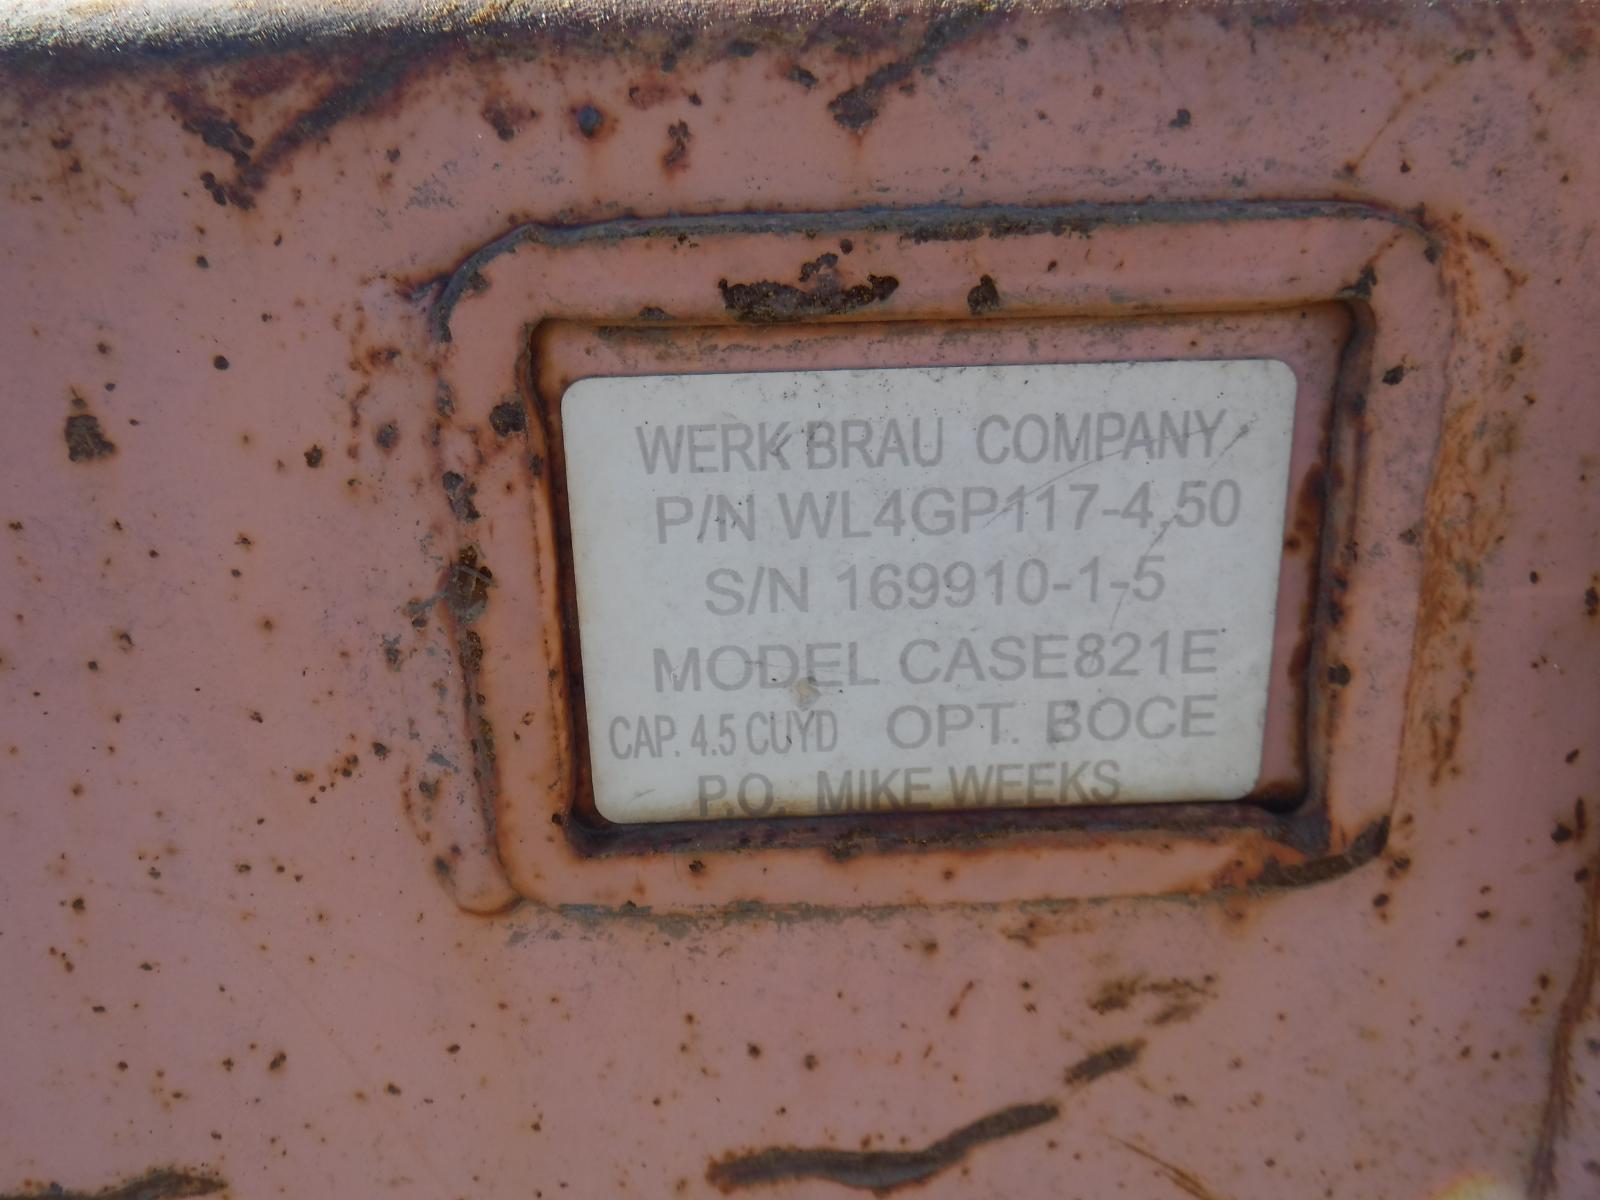 WERK BRAU COMPANY
P/N WL4GP117-4.50
S/N 169910-1-5
MODEL CASE821E
CAP. 4.5 CUYD OPT. BOCE
P.O. MIKE WEEKS